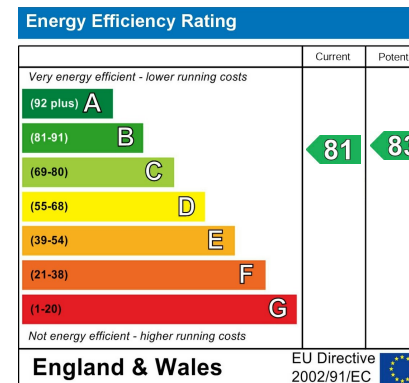 Energy Efficiency Rating
Current Potent
Very energy efficient - lower running costs
(92 plus) A
(81-91) B
81 83
(69-80) C
(55-68) D
(39-54) E
(21-38) F
(1-20) G
Not energy efficient - higher running costs
England & Wales
EU Directive
2002/91/EC